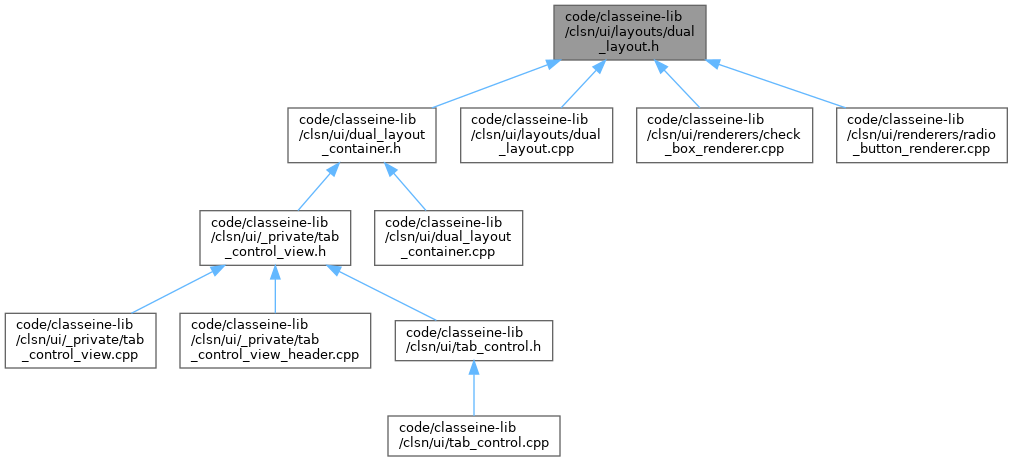 code/classeine-lib
/clsn/ui/layouts/dual
_layout.h
code/classeine-lib
/clsn/ui/dual_layout
_container.h
code/classeine-lib
/clsn/ui/layouts/dual
_layout.cpp
code/classeine-lib
/clsn/ui/renderers/check
_box_renderer.cpp
code/classeine-lib
/clsn/ui/renderers/radio
_button_renderer.cpp
code/classeine-lib
/clsn/ui/_private/tab
_control_view.h
code/classeine-lib
/clsn/ui/dual_layout
_container.cpp
code/classeine-lib
/clsn/ui/_private/tab
_control_view.cpp
code/classeine-lib
/clsn/ui/_private/tab
_control_view_header.cpp
code/classeine-lib
/clsn/ui/tab_control.h
code/classeine-lib
/clsn/ui/tab_control.cpp